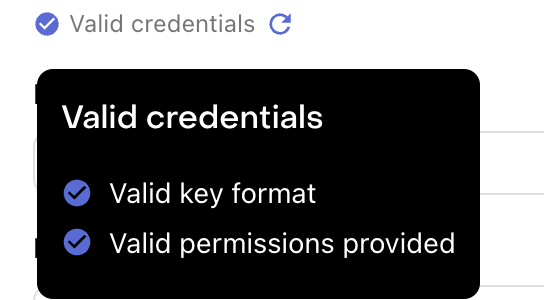 Valid credentials
Valid credentials
Valid key format
Valid permissions provided